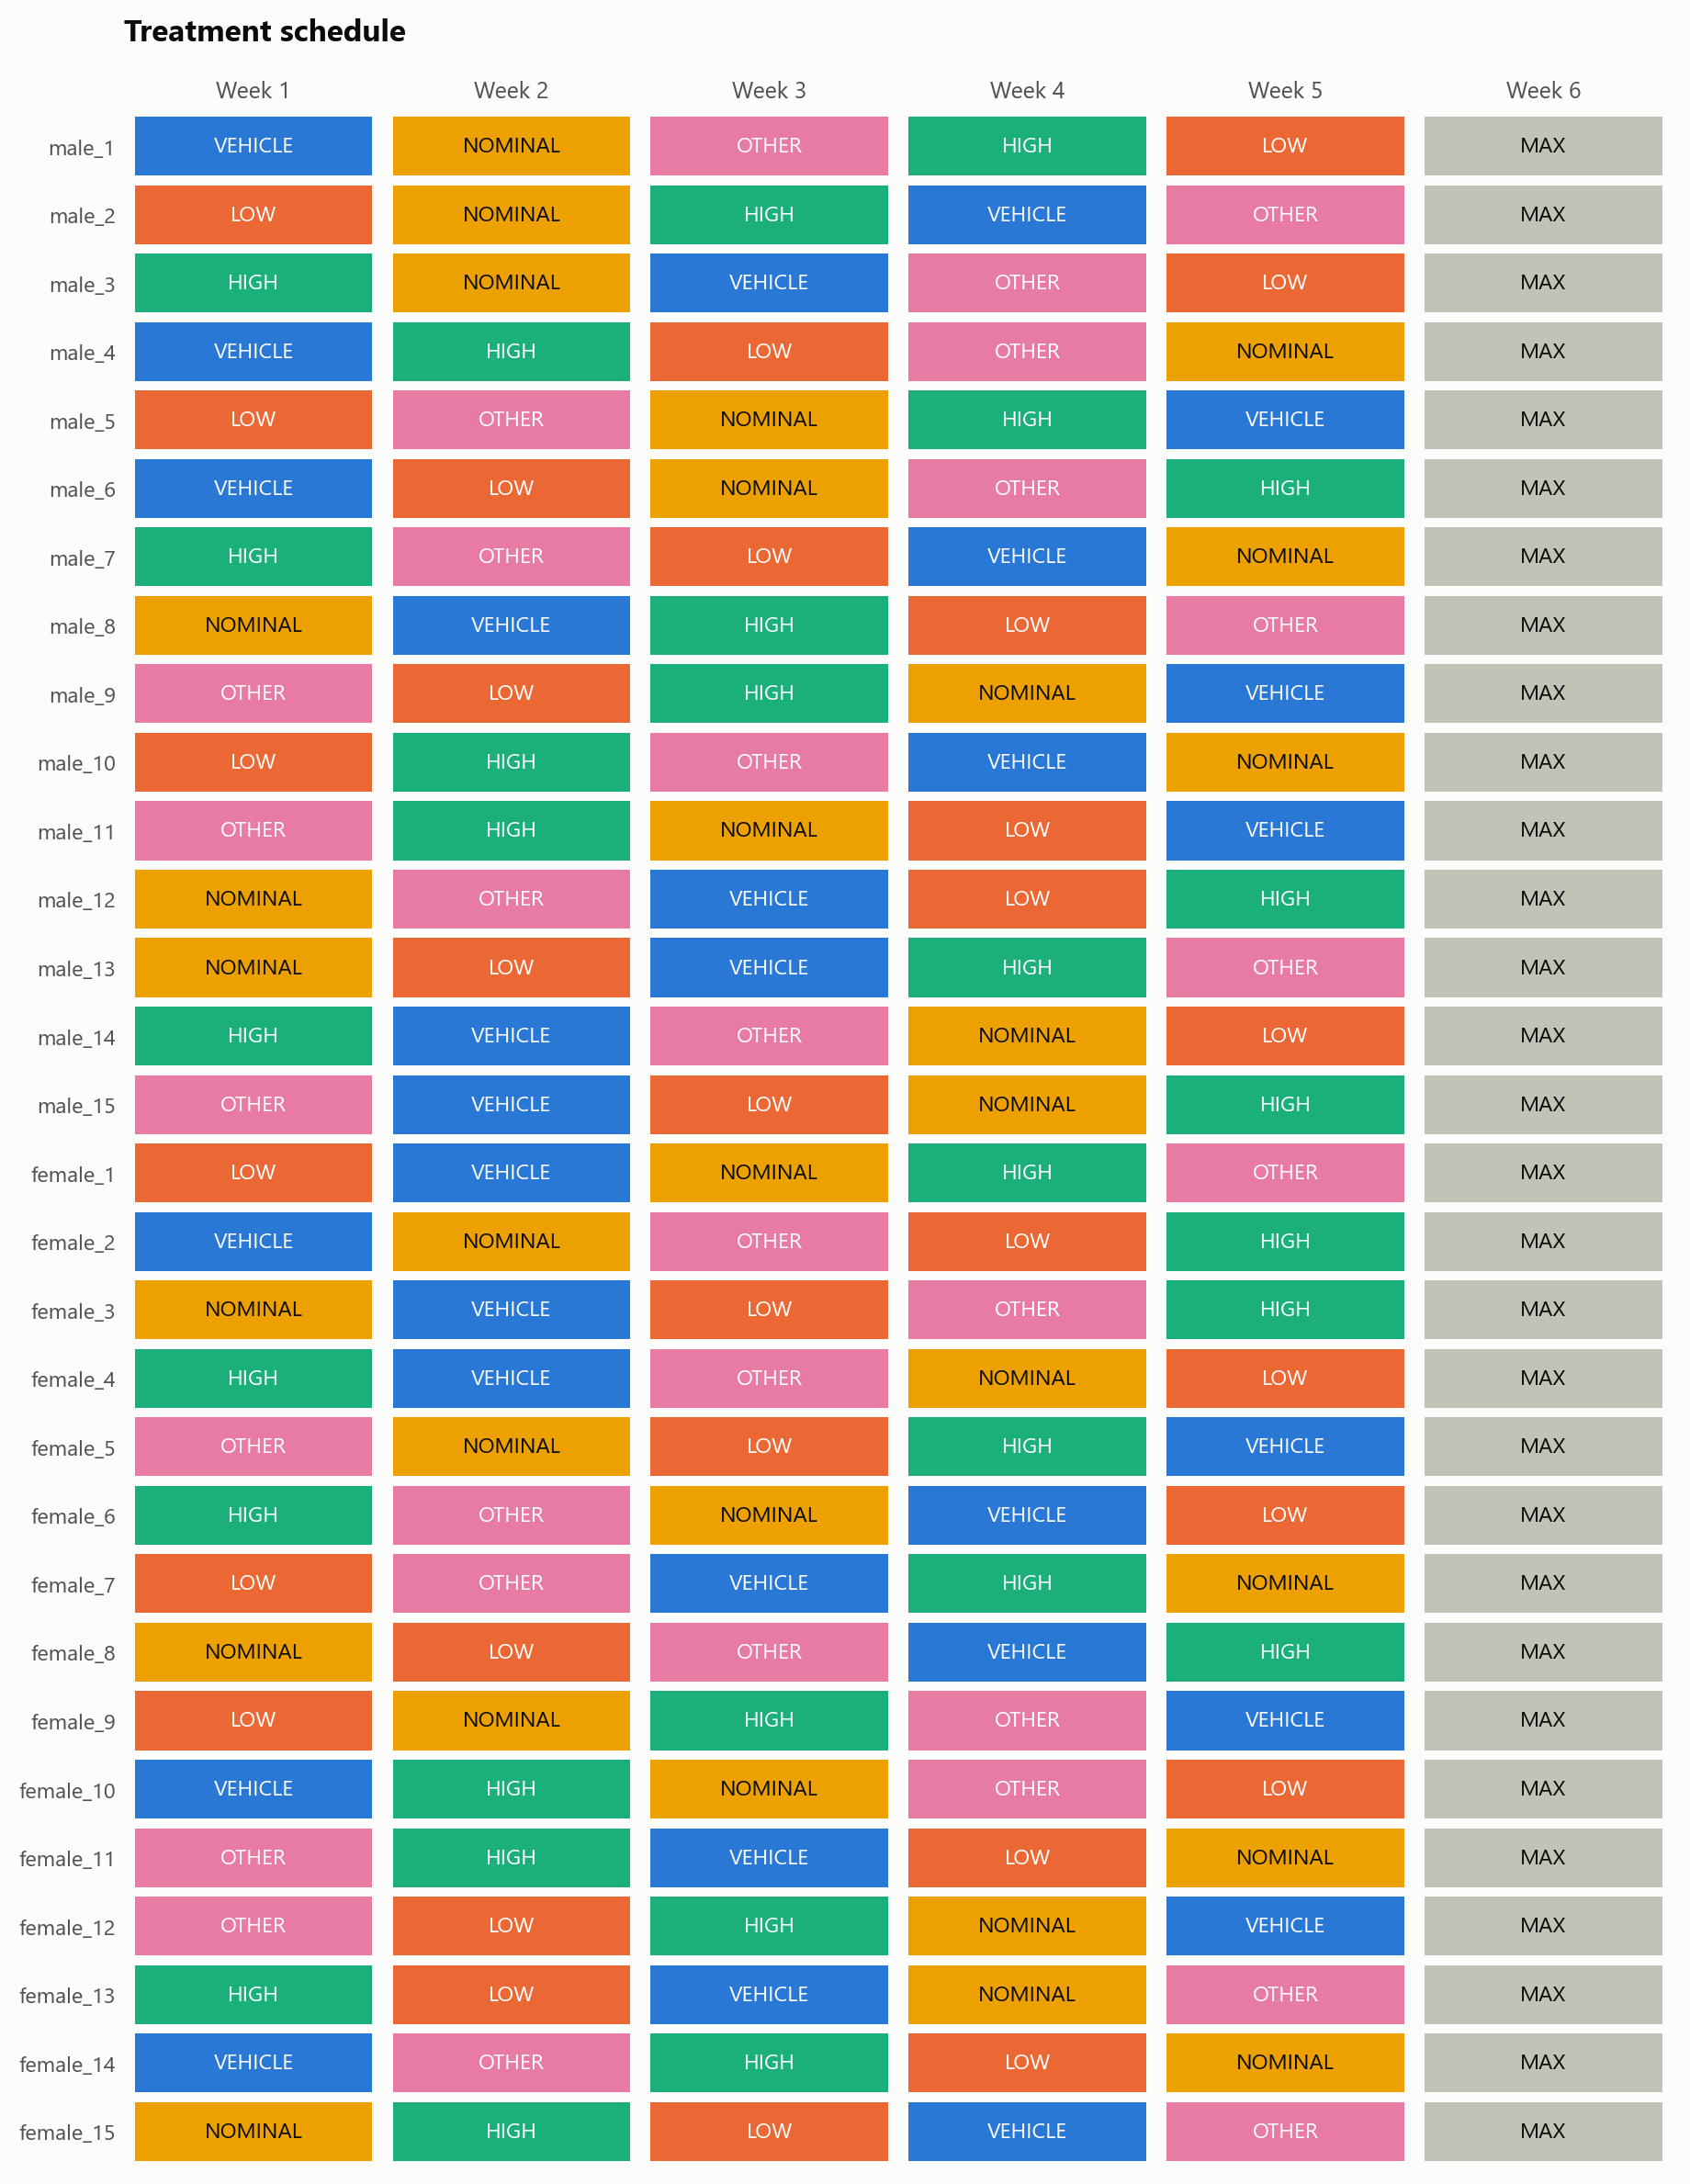 Treatment schedule
Week 1 Week 2 Week 3 Week 4 Week 5 Week 6
male_1 VEHICLE NOMINAL OTHER HIGH LOW MAX
male_2 LOW NOMINAL HIGH VEHICLE OTHER MAX
male_3 HIGH NOMINAL VEHICLE OTHER LOW MAX
male_4 VEHICLE HIGH LOW OTHER NOMINAL MAX
male_5 LOW OTHER NOMINAL HIGH VEHICLE MAX
male_6 VEHICLE LOW NOMINAL OTHER HIGH MAX
male_7 HIGH OTHER LOW VEHICLE NOMINAL MAX
male_8 NOMINAL VEHICLE HIGH LOW OTHER MAX
male_9 OTHER LOW HIGH NOMINAL VEHICLE MAX
male_10 LOW HIGH OTHER VEHICLE NOMINAL MAX
male_11 OTHER HIGH NOMINAL LOW VEHICLE MAX
male_12 NOMINAL OTHER VEHICLE LOW HIGH MAX
male_13 NOMINAL LOW VEHICLE HIGH OTHER MAX
male_14 HIGH VEHICLE OTHER NOMINAL LOW MAX
male_15 OTHER VEHICLE LOW NOMINAL HIGH MAX
female_1 LOW VEHICLE NOMINAL HIGH OTHER MAX
female_2 VEHICLE NOMINAL OTHER LOW HIGH MAX
female_3 NOMINAL VEHICLE LOW OTHER HIGH MAX
female_4 HIGH VEHICLE OTHER NOMINAL LOW MAX
female_5 OTHER NOMINAL LOW HIGH VEHICLE MAX
female_6 HIGH OTHER NOMINAL VEHICLE LOW MAX
female_7 LOW OTHER VEHICLE HIGH NOMINAL MAX
female_8 NOMINAL LOW OTHER VEHICLE HIGH MAX
female_9 LOW NOMINAL HIGH OTHER VEHICLE MAX
female_10 VEHICLE HIGH NOMINAL OTHER LOW MAX
female_11 OTHER HIGH VEHICLE LOW NOMINAL MAX
female_12 OTHER LOW HIGH NOMINAL VEHICLE MAX
female_13 HIGH LOW VEHICLE NOMINAL OTHER MAX
female_14 VEHICLE OTHER HIGH LOW NOMINAL MAX
female_15 NOMINAL HIGH LOW VEHICLE OTHER MAX